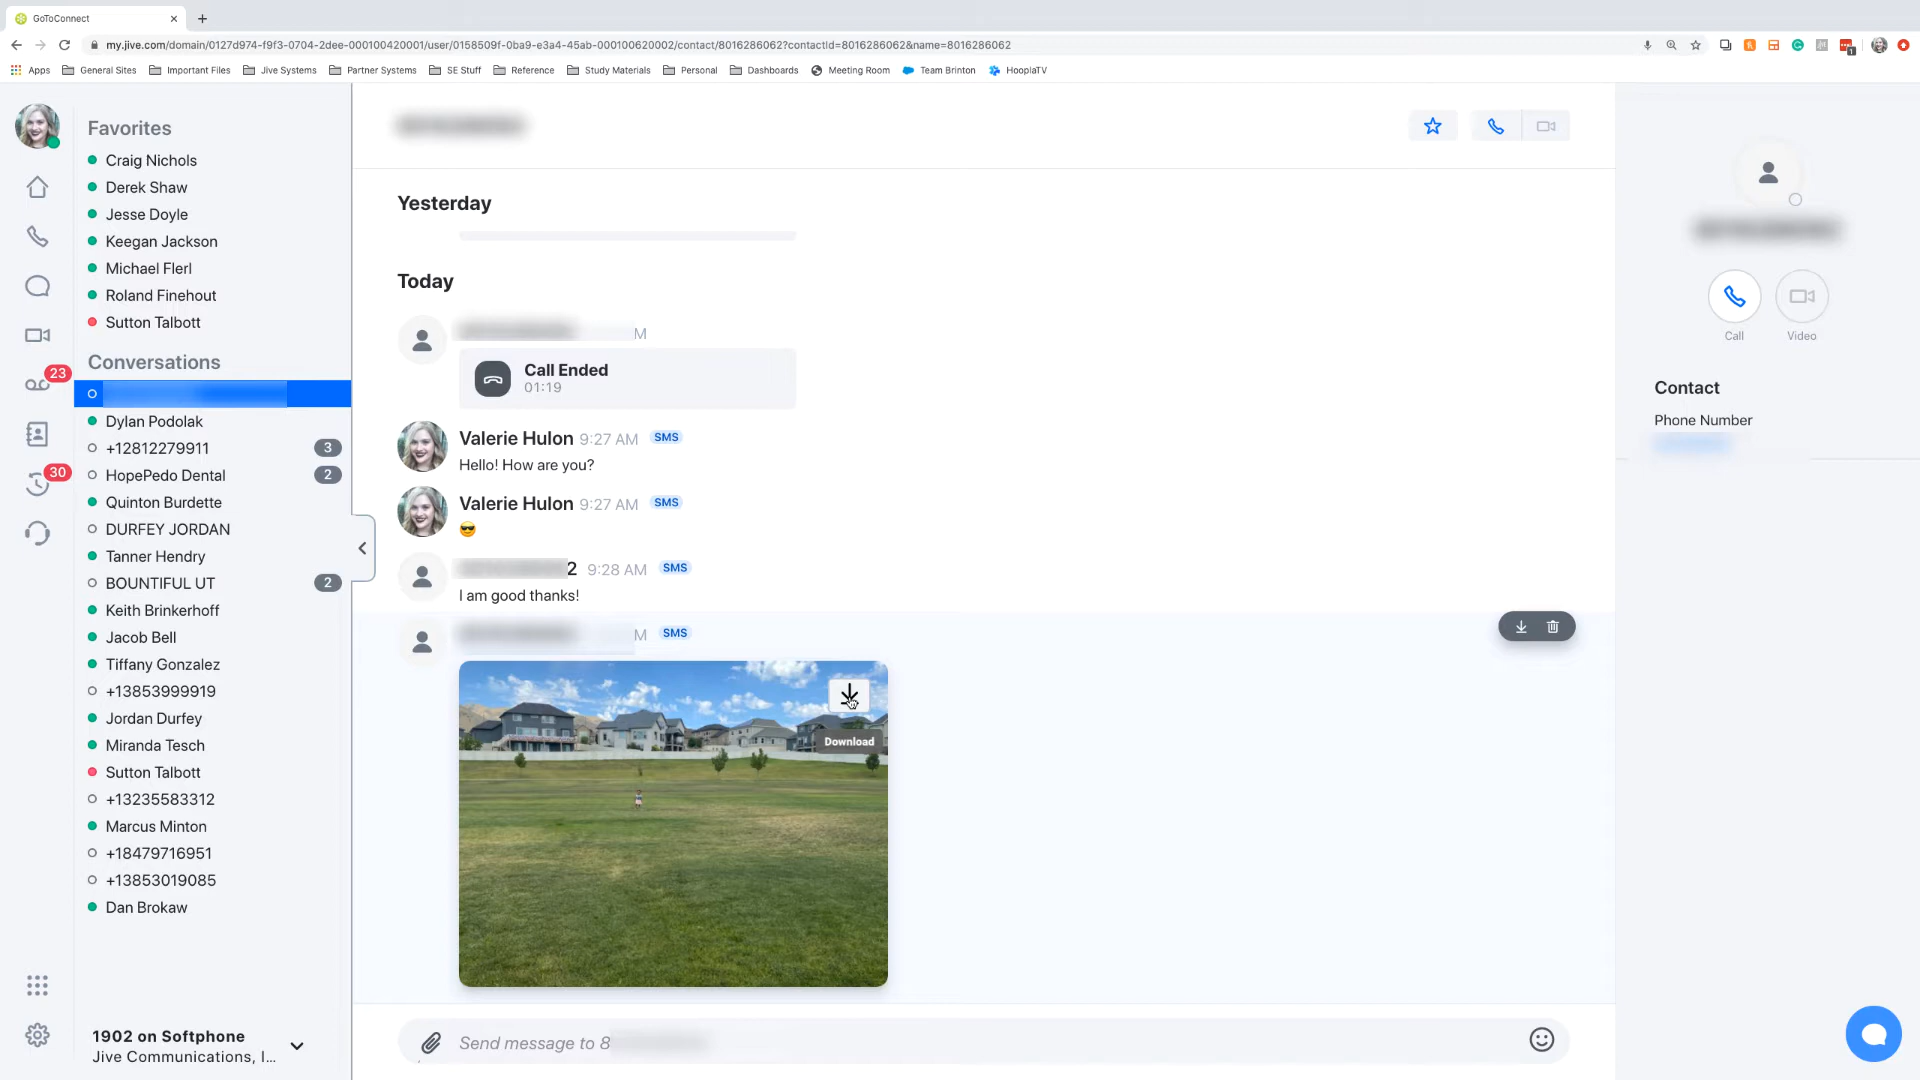 GoToConnect
my.jive.com/domain/0127d974-f9f3-0704-2dee-000100420001/user/0158509f-0ba9-e3a4-45ab-000100620002/contact/8016286062?contactId=8016286062&name=8016286062
Apps General Sites Important Files Jive Systems Partner Systems SE Stuff Reference Study Materials Personal Dashboards Meeting Room Team Brinton HooplaTV
Favorites
Craig Nichols
Derek Shaw
Jesse Doyle
Keegan Jackson
Michael Flerl
Roland Finehout
Sutton Talbott
23
30
Conversations
Dylan Podolak
+12812279911 3
HopePedo Dental 2
Quinton Burdette
DURFEY JORDAN
Tanner Hendry
BOUNTIFUL UT 2
Keith Brinkerhoff
Jacob Bell
Tiffany Gonzalez
+13853999919
Jordan Durfey
Miranda Tesch
Sutton Talbott
+13235583312
Marcus Minton
+18479716951
+13853019085
Dan Brokaw
1902 on Softphone
Jive Communications, I...
Yesterday
Today
M
Call Ended
01:19
Valerie Hulon 9:27 AM SMS
Hello! How are you?
Valerie Hulon 9:27 AM SMS
2 9:28 AM SMS
I am good thanks!
M SMS
Download
Send message to 8
Call Video
Contact
Phone Number